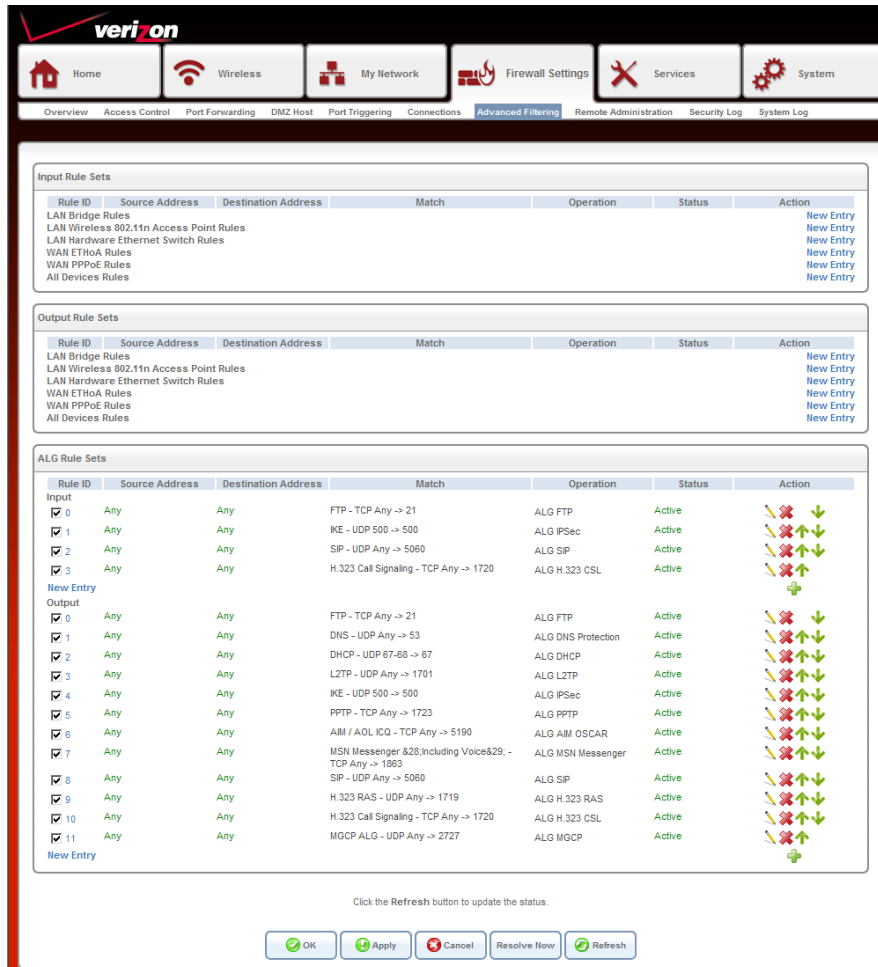 verizon
Home Wireless My Network Firewall Settings Services System
Overview Access Control Port Forwarding DMZ Host Port Triggering Connections Advanced Filtering Remote Administration Security Log System Log
Input Rule Sets
Rule ID Source Address Destination Address Match Operation Status Action
LAN Bridge Rules New Entry
LAN Wireless 802.11n Access Point Rules New Entry
LAN Hardware Ethernet Switch Rules New Entry
WAN ETHoA Rules New Entry
WAN PPPoE Rules New Entry
All Devices Rules New Entry
Output Rule Sets
Rule ID Source Address Destination Address Match Operation Status Action
LAN Bridge Rules New Entry
LAN Wireless 802.11n Access Point Rules New Entry
LAN Hardware Ethernet Switch Rules New Entry
WAN ETHoA Rules New Entry
WAN PPPoE Rules New Entry
All Devices Rules New Entry
ALG Rule Sets
Rule ID Source Address Destination Address Match Operation Status Action
Input
0 Any Any FTP - TCP Any -> 21 ALG FTP Active
1 Any Any IKE - UDP 500 -> 500 ALG IPSec Active
2 Any Any SIP - UDP Any -> 5060 ALG SIP Active
3 Any Any H.323 Call Signaling - TCP Any -> 1720 ALG H.323 CSL Active
New Entry
Output
0 Any Any FTP - TCP Any -> 21 ALG FTP Active
1 Any Any DNS - UDP Any -> 53 ALG DNS Protection Active
2 Any Any DHCP - UDP 67-68 -> 67 ALG DHCP Active
3 Any Any L2TP - UDP Any -> 1701 ALG L2TP Active
4 Any Any IKE - UDP 500 -> 500 ALG IPSec Active
5 Any Any PPTP - TCP Any -> 1723 ALG PPTP Active
6 Any Any AIM / AOL ICQ - TCP Any -> 5190 ALG AIM OSCAR Active
7 Any Any MSN Messenger &28;Including Voice&29; - ALG MSN Messenger Active
TCP Any -> 1863
8 Any Any SIP - UDP Any -> 5060 ALG SIP Active
9 Any Any H.323 RAS - UDP Any -> 1719 ALG H.323 RAS Active
10 Any Any H.323 Call Signaling - TCP Any -> 1720 ALG H.323 CSL Active
11 Any Any MGCP ALG - UDP Any -> 2727 ALG MGCP Active
New Entry
Click the Refresh button to update the status.
OK Apply Cancel Resolve Now Refresh